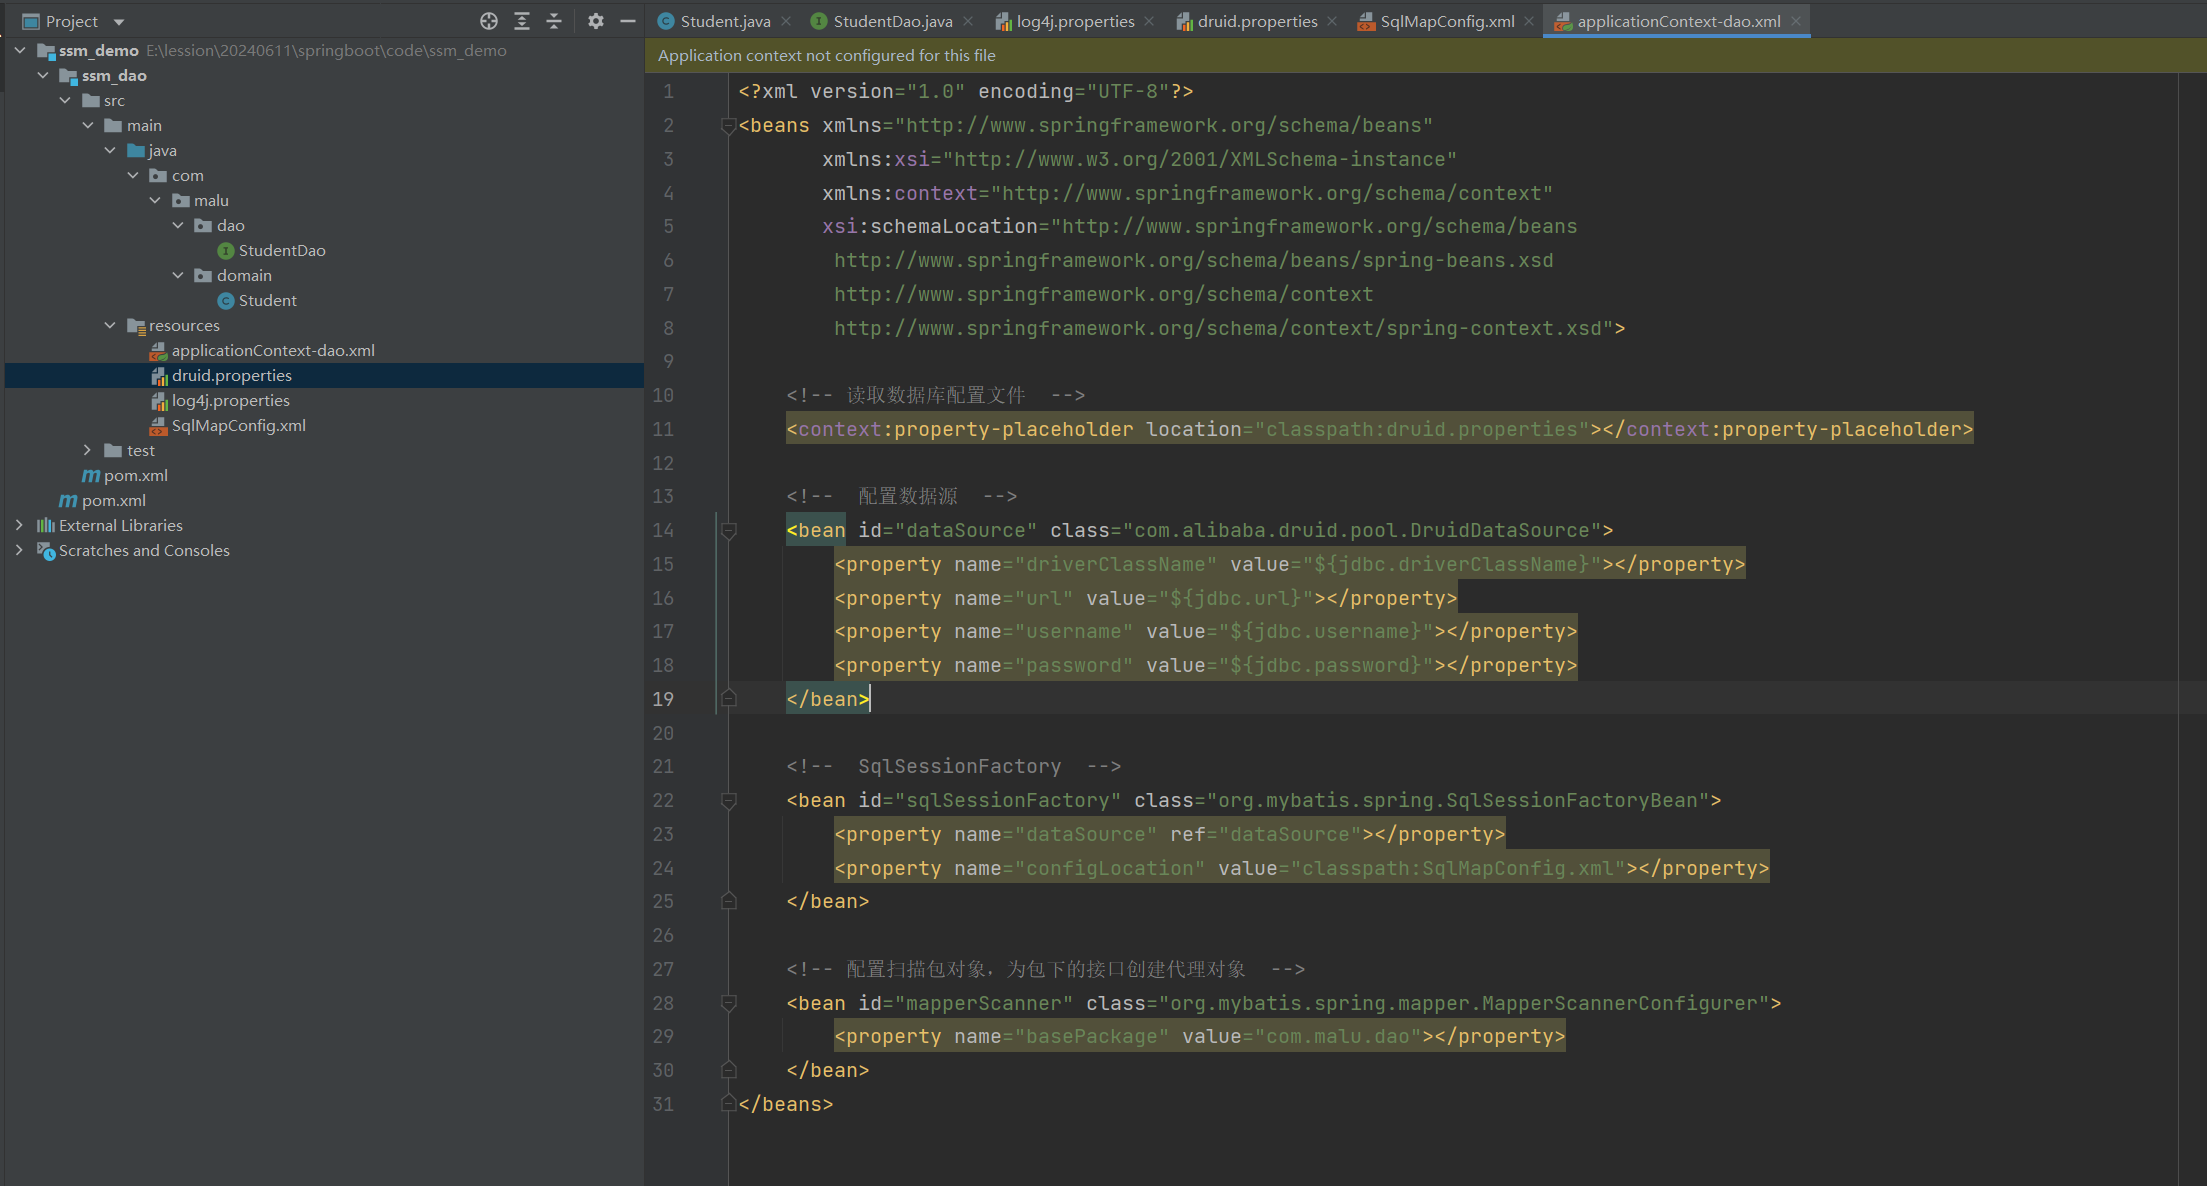 Project
ssm_demo E:\lession\20240611\springboot\code\ssm_demo
ssm_dao
src
main
java
com
malu
dao
StudentDao
domain
Student
resources
applicationContext-dao.xml
druid.properties
log4j.properties
SqlMapConfig.xml
test
pom.xml
pom.xml
External Libraries
Scratches and Consoles
Student.java StudentDao.java log4j.properties druid.properties SqlMapConfig.xml applicationContext-dao.xml
Application context not configured for this file
1 <?xml version="1.0" encoding="UTF-8"?>
2 <beans xmlns="http://www.springframework.org/schema/beans"
3 xmlns:xsi="http://www.w3.org/2001/XMLSchema-instance"
4 xmlns:context="http://www.springframework.org/schema/context"
5 xsi:schemaLocation="http://www.springframework.org/schema/beans
6 http://www.springframework.org/schema/beans/spring-beans.xsd
7 http://www.springframework.org/schema/context
8 http://www.springframework.org/schema/context/spring-context.xsd">
9
10 <!-- 读取数据库配置文件 -->
11 <context:property-placeholder location="classpath:druid.properties"></context:property-placeholder>
12
13 <!-- 配置数据源 -->
14 <bean id="dataSource" class="com.alibaba.druid.pool.DruidDataSource">
15 <property name="driverClassName" value="${jdbc.driverClassName}"></property>
16 <property name="url" value="${jdbc.url}"></property>
17 <property name="username" value="${jdbc.username}"></property>
18 <property name="password" value="${jdbc.password}"></property>
19 </bean>
20
21 <!-- SqlSessionFactory -->
22 <bean id="sqlSessionFactory" class="org.mybatis.spring.SqlSessionFactoryBean">
23 <property name="dataSource" ref="dataSource"></property>
24 <property name="configLocation" value="classpath:SqlMapConfig.xml"></property>
25 </bean>
26
27 <!-- 配置扫描包对象，为包下的接口创建代理对象 -->
28 <bean id="mapperScanner" class="org.mybatis.spring.mapper.MapperScannerConfigurer">
29 <property name="basePackage" value="com.malu.dao"></property>
30 </bean>
31 </beans>